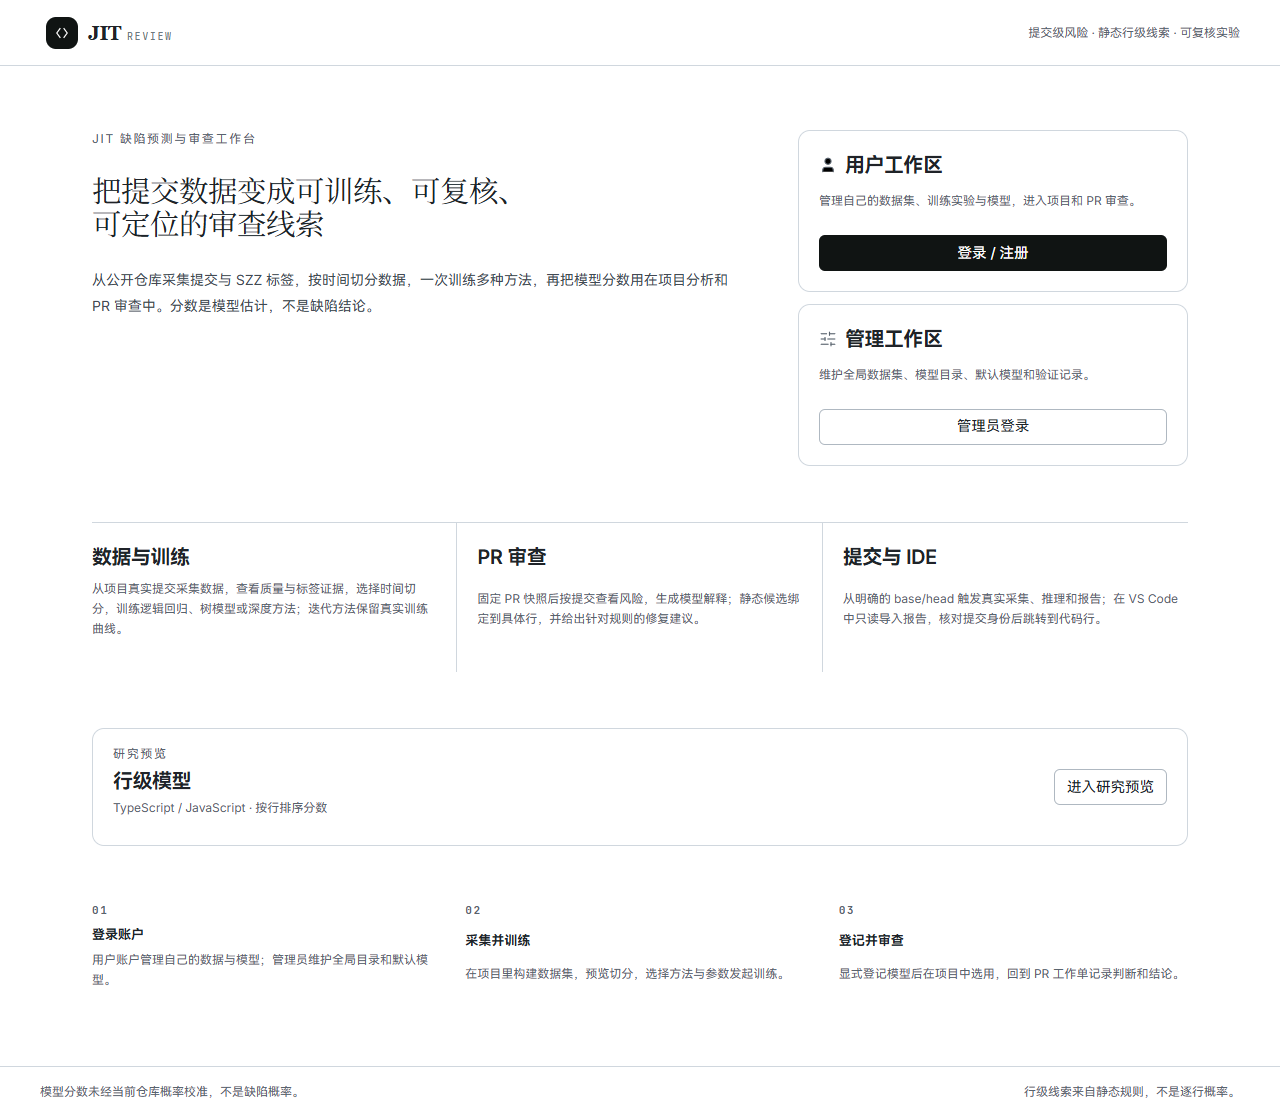 JIT REVIEW
提交级风险 · 静态行级线索 · 可复核实验
JIT 缺陷预测与审查工作台
把提交数据变成可训练、可复核、
可定位的审查线索
从公开仓库采集提交与 SZZ 标签，按时间切分数据，一次训练多种方法，再把模型分数用在项目分析和
PR 审查中。分数是模型估计，不是缺陷结论。
用户工作区
管理自己的数据集、训练实验与模型，进入项目和 PR 审查。
登录 / 注册
管理工作区
维护全局数据集、模型目录、默认模型和验证记录。
管理员登录
数据与训练
从项目真实提交采集数据，查看质量与标签证据，选择时间切
分，训练逻辑回归、树模型或深度方法；迭代方法保留真实训练
曲线。
PR 审查
固定 PR 快照后按提交查看风险，生成模型解释；静态候选绑
定到具体行，并给出针对规则的修复建议。
提交与 IDE
从明确的 base/head 触发真实采集、推理和报告；在 VS Code
中只读导入报告，核对提交身份后跳转到代码行。
研究预览
行级模型
TypeScript / JavaScript · 按行排序分数
进入研究预览
01
登录账户
用户账户管理自己的数据与模型；管理员维护全局目录和默认模
型。
02
采集并训练
在项目里构建数据集，预览切分，选择方法与参数发起训练。
03
登记并审查
显式登记模型后在项目中选用，回到 PR 工作单记录判断和结论。
模型分数未经当前仓库概率校准，不是缺陷概率。
行级线索来自静态规则，不是逐行概率。